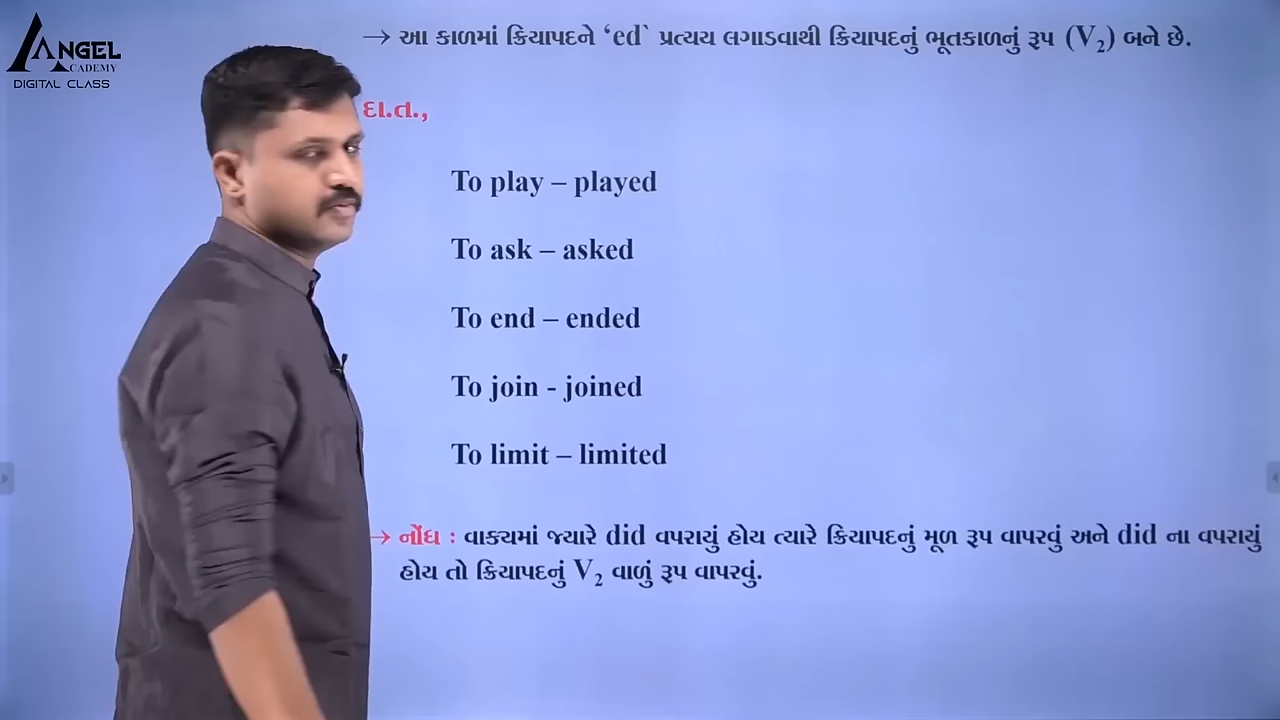 ANGEL
ACADEMY
DIGITAL CLASS
→ આ કાળમાં ક્રિયાપદને ‘ed` પ્રત્યય લગાડવાથી ક્રિયાપદનું ભૂતકાળનું રૂપ (V₂) બને છે.
દા.ત.,
To play – played
To ask – asked
To end – ended
To join - joined
To limit – limited
→ નોંધ : વાક્યમાં જ્યારે did વપરાયું હોય ત્યારે ક્રિયાપદનું મૂળ રૂપ વાપરવું અને did ના વપરાયું
હોય તો ક્રિયાપદનું V₂ વાળું રૂપ વાપરવું.